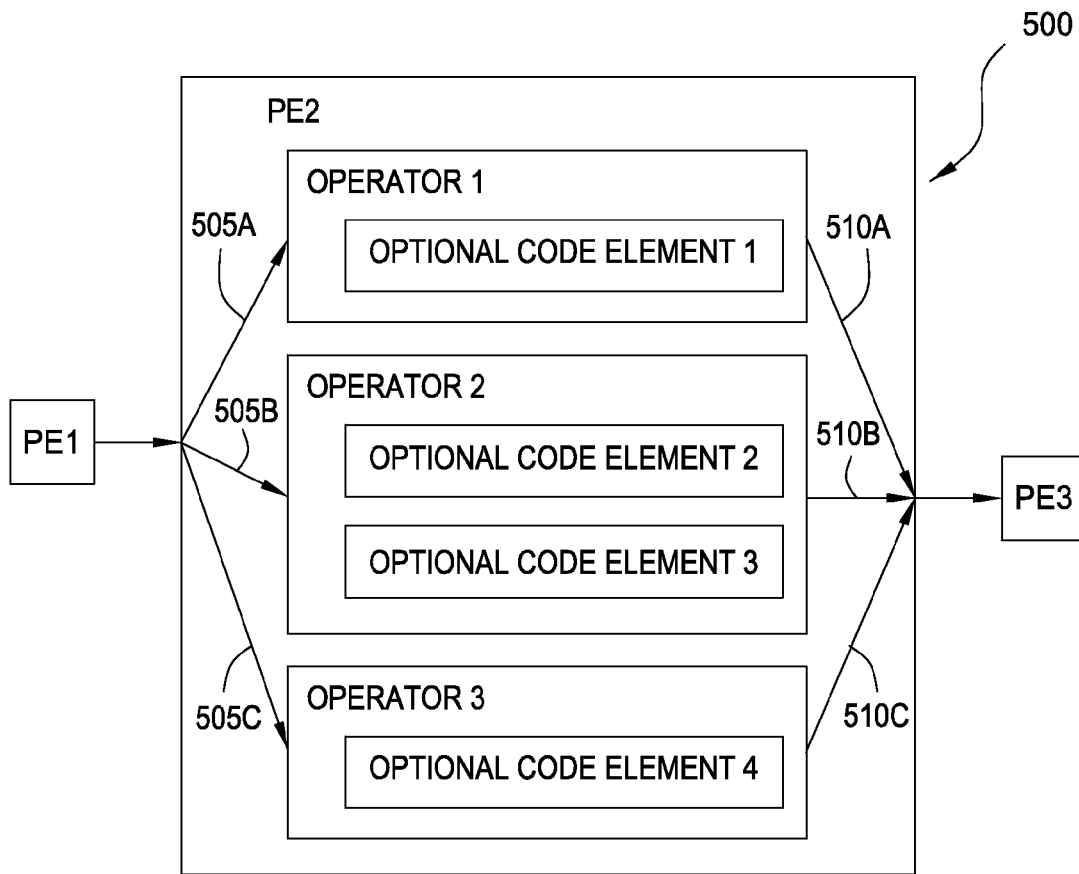 500
PE2
OPERATOR 1
505A
510A
OPTIONAL CODE ELEMENT 1
OPERATOR 2
505B
PE1
OPTIONAL CODE ELEMENT 2
510B
PE3
OPTIONAL CODE ELEMENT 3
OPERATOR 3
505C
510C
OPTIONAL CODE ELEMENT 4